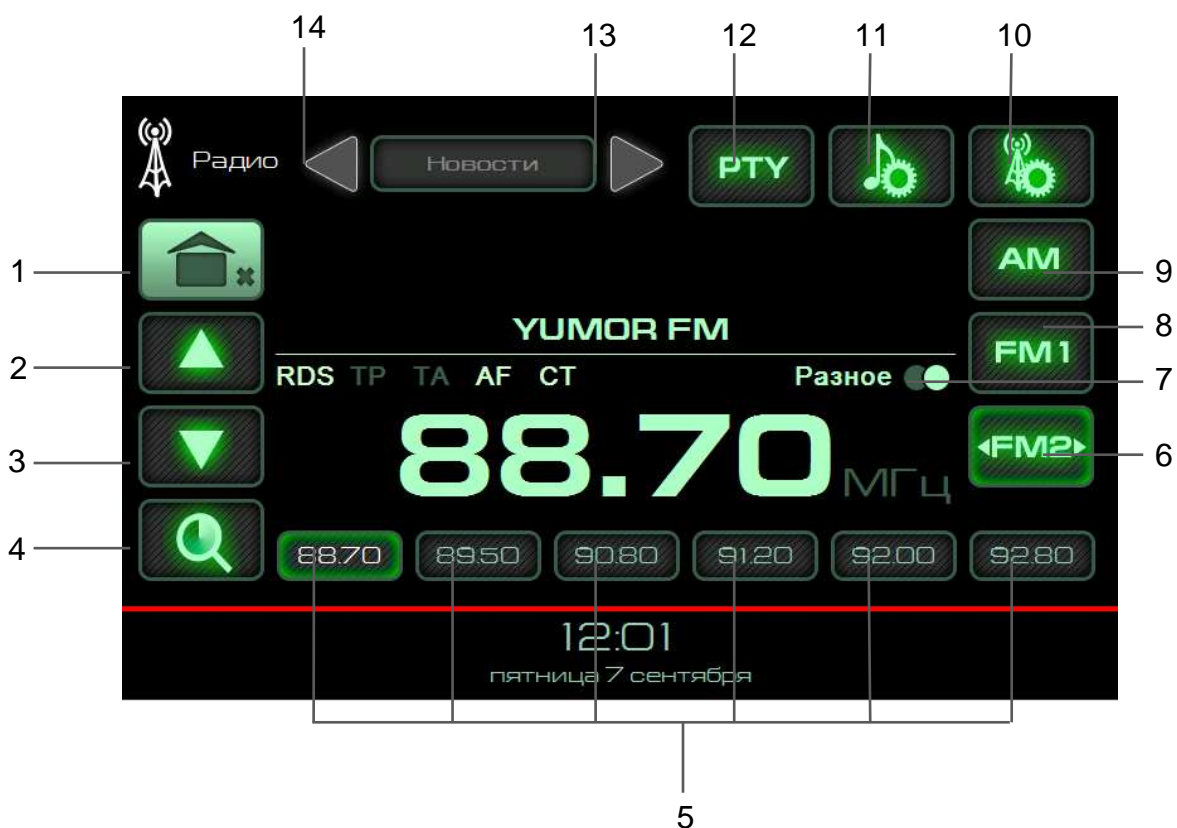 14 13 12 11 10
Радио Новости PTY
1 AM 9
YUMOR FM 8
2 RDS TP TA AF CT Разное FM1 7
3 88.70 МГц FM2 6
4 88.70 89.50 90.80 91.20 92.00 92.80
12:01
пятница 7 сентября
5